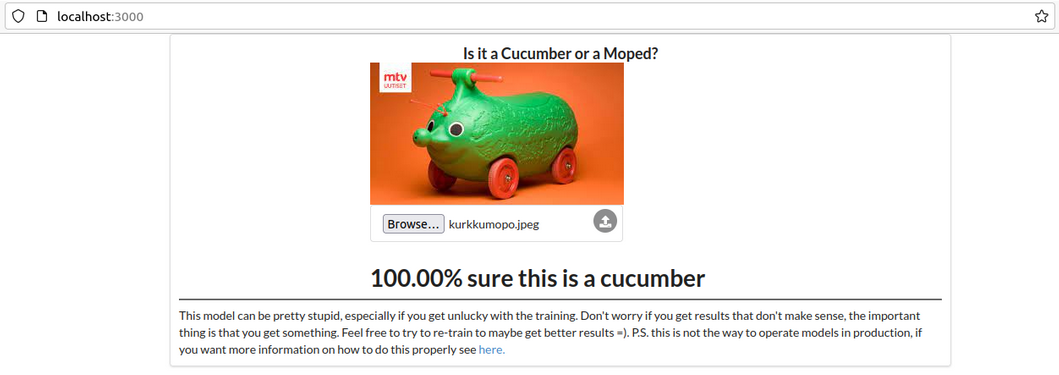 localhost:3000
Is it a Cucumber or a Moped?
mtv
UUTISET
Browse... kurkkumopo.jpeg
100.00% sure this is a cucumber
This model can be pretty stupid, especially if you get unlucky with the training. Don't worry if you get results that don't make sense, the important
thing is that you get something. Feel free to try to re-train to maybe get better results =). P.S. this is not the way to operate models in production, if
you want more information on how to do this properly see here.